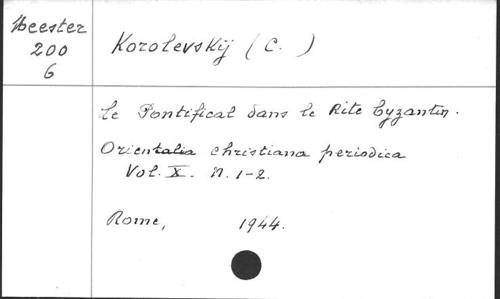 Meester
200
6
Korolevskij ( C. )
Le Pontifical dans le Rite byzantin.
Orientalia christiana periodica
Vol. X. N. 1-2.
Rome, 1944.